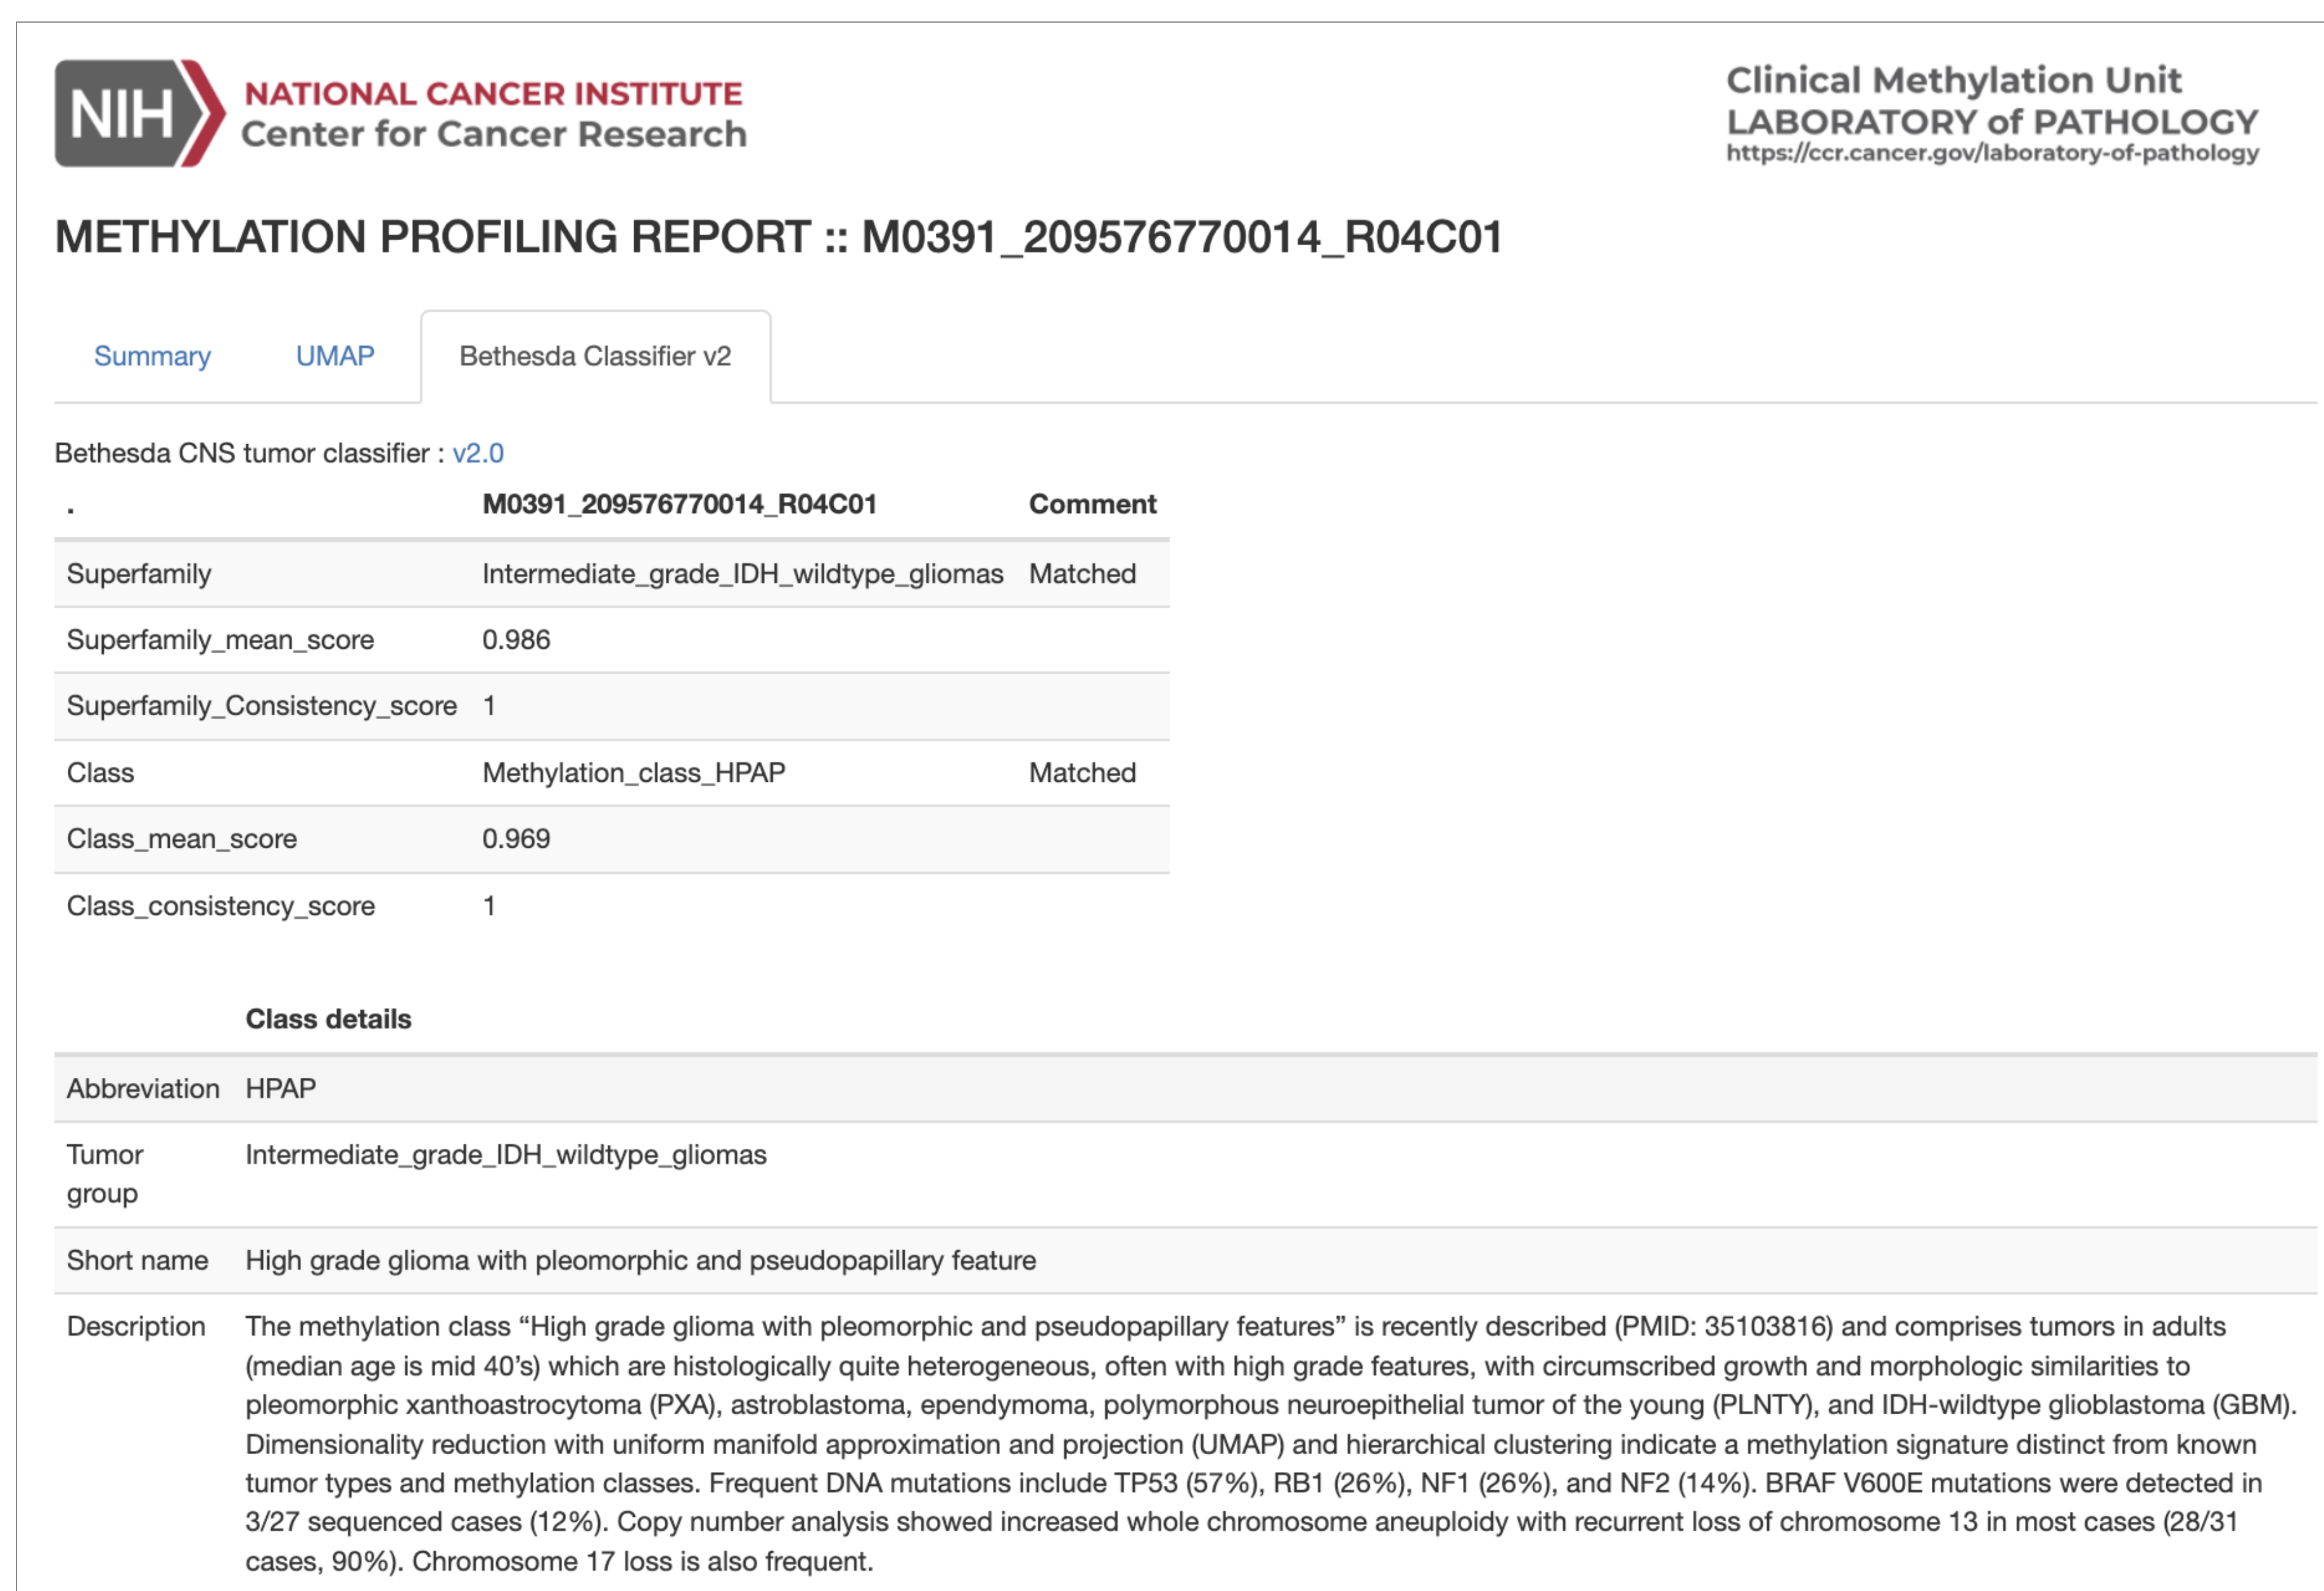 NIH
NATIONAL CANCER INSTITUTE
Center for Cancer Research
Clinical Methylation Unit
LABORATORY of PATHOLOGY
https://ccr.cancer.gov/laboratory-of-pathology
METHYLATION PROFILING REPORT :: M0391_209576770014_R04C01
Summary UMAP Bethesda Classifier v2
Bethesda CNS tumor classifier : v2.0
. M0391_209576770014_R04C01 Comment
Superfamily Intermediate_grade_IDH_wildtype_gliomas Matched
Superfamily_mean_score 0.986
Superfamily_Consistency_score 1
Class Methylation_class_HPAP Matched
Class_mean_score 0.969
Class_consistency_score 1
Class details
Abbreviation HPAP
Tumor group Intermediate_grade_IDH_wildtype_gliomas
Short name High grade glioma with pleomorphic and pseudopapillary feature
Description The methylation class “High grade glioma with pleomorphic and pseudopapillary features” is recently described (PMID: 35103816) and comprises tumors in adults
(median age is mid 40’s) which are histologically quite heterogeneous, often with high grade features, with circumscribed growth and morphologic similarities to
pleomorphic xanthoastrocytoma (PXA), astroblastoma, ependymoma, polymorphous neuroepithelial tumor of the young (PLNTY), and IDH-wildtype glioblastoma (GBM).
Dimensionality reduction with uniform manifold approximation and projection (UMAP) and hierarchical clustering indicate a methylation signature distinct from known
tumor types and methylation classes. Frequent DNA mutations include TP53 (57%), RB1 (26%), NF1 (26%), and NF2 (14%). BRAF V600E mutations were detected in
3/27 sequenced cases (12%). Copy number analysis showed increased whole chromosome aneuploidy with recurrent loss of chromosome 13 in most cases (28/31
cases, 90%). Chromosome 17 loss is also frequent.